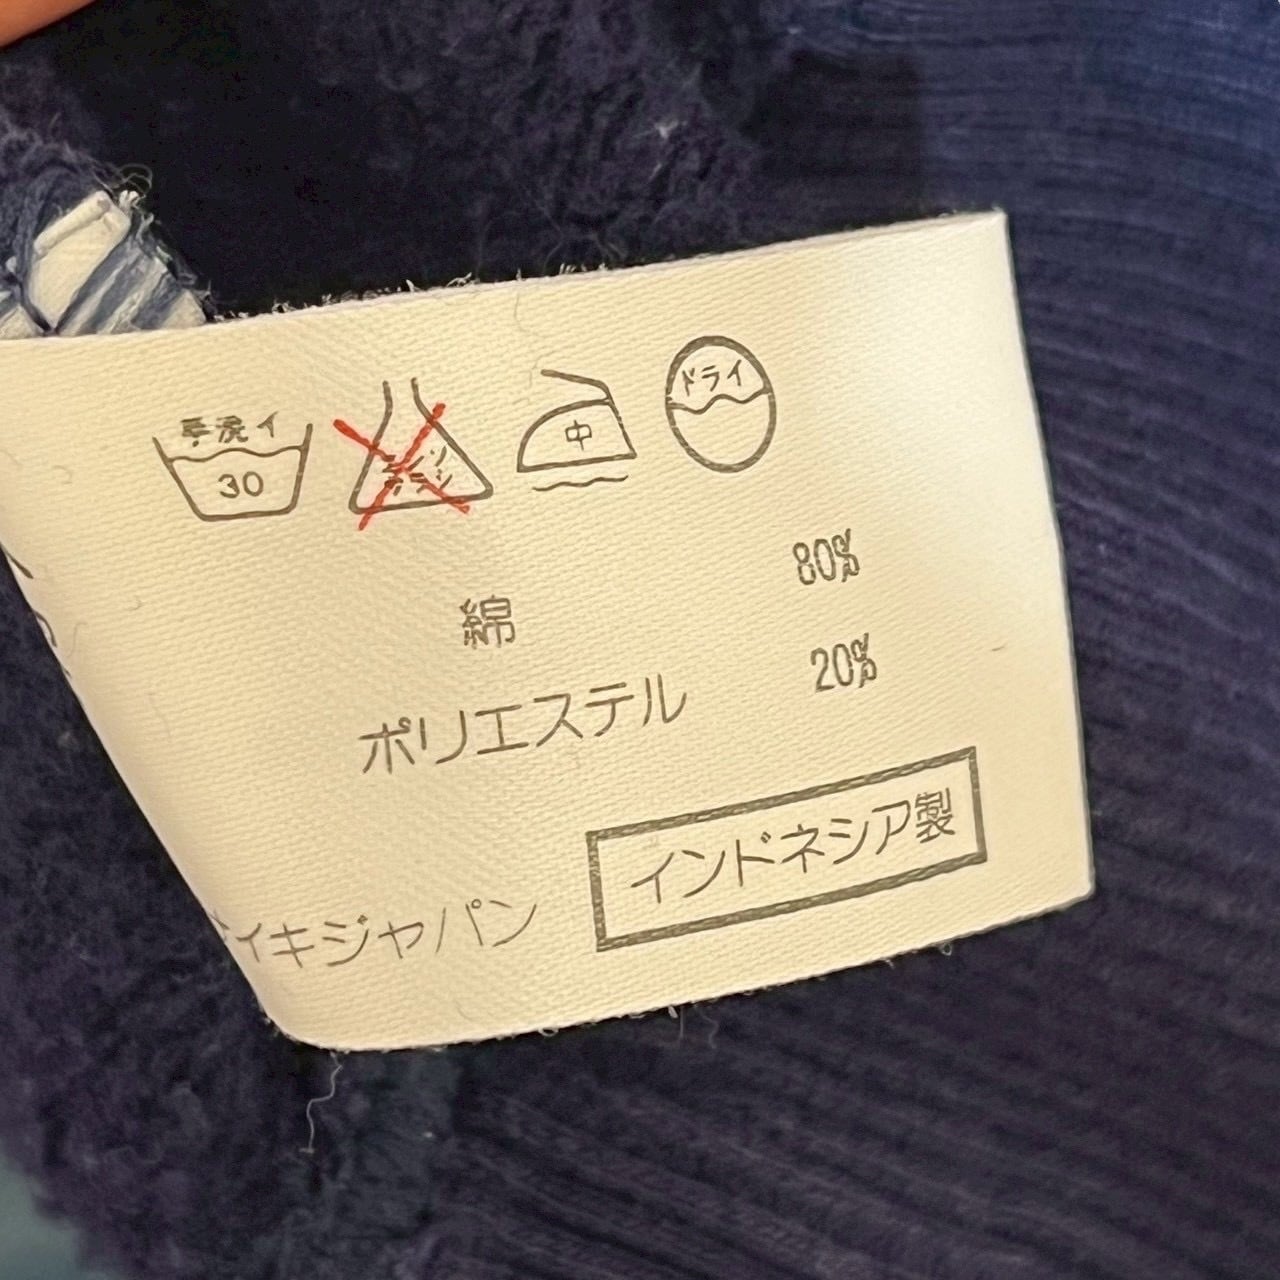 手洗イ
30
中
ドライ
綿 80%
ポリエステル 20%
インドネシア製
イキジャパン